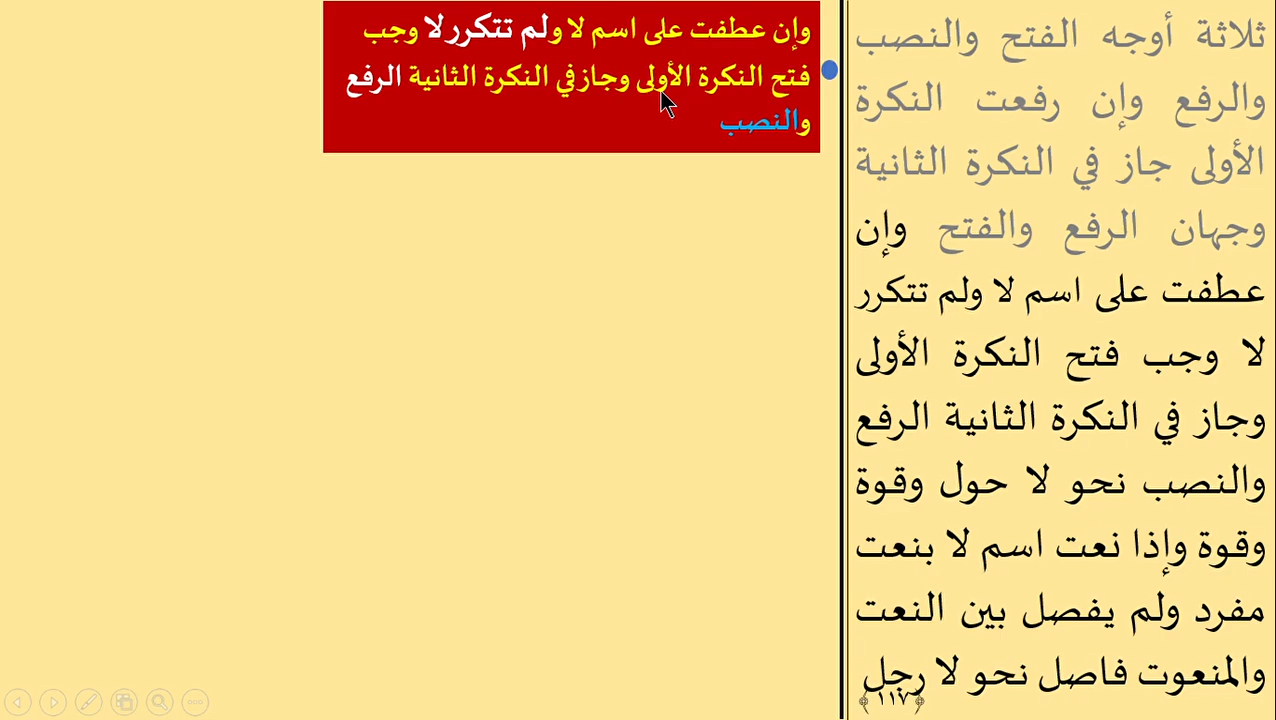 ثلاثة أوجه الفتح والنصب
والرفع وإن رفعت النكرة
الأولى جاز في النكرة الثانية
وجهان الرفع والفتح وإن
عطفت على اسم لا ولم تتكرر
لا وجب فتح النكرة الأولى
وجاز في النكرة الثانية الرفع
والنصب نحو لا حول وقوة
وقوة وإذا نعت اسم لا بنعت
مفرد ولم يفصل بين النعت
والمنعوت فاصل نحو لا رجل
﴿١١٧﴾
وإن عطفت على اسم لا ولم تتكرر لا وجب
فتح النكرة الأولى وجاز في النكرة الثانية الرفع
والنصب